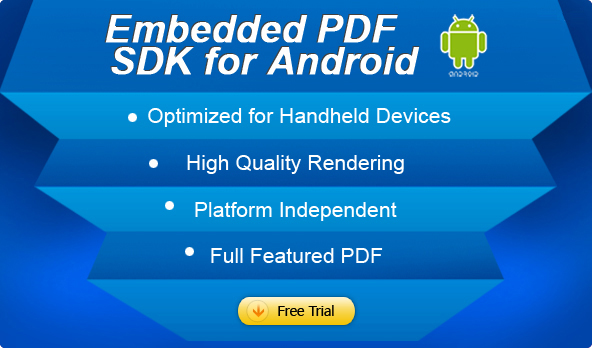 Embedded PDF
SDK for Android
ANDROID
• Optimized for Handheld Devices
• High Quality Rendering
• Platform Independent
• Full Featured PDF
Free Trial